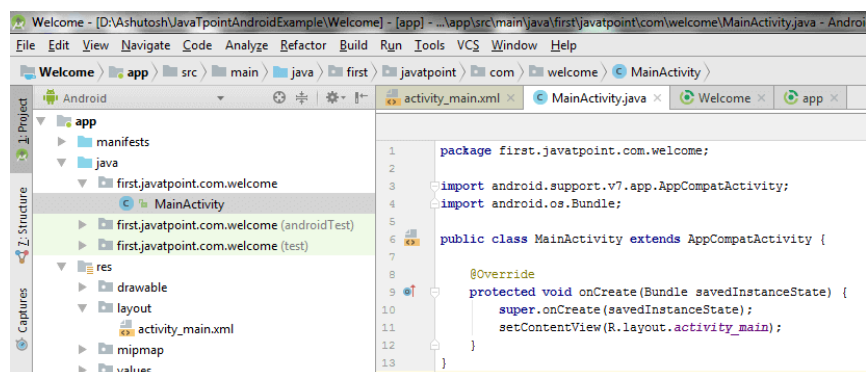 Welcome - [D:\Ashutosh\JavaTpointAndroidExample\Welcome] - [app] - ...\app\src\main\java\first\javatpoint\com\welcome\MainActivity.java - Androi
File Edit View Navigate Code Analyze Refactor Build Run Tools VCS Window Help
Welcome app src main java first javatpoint com welcome MainActivity
1: Project
Z: Structure
Captures
Android
app
manifests
java
first.javatpoint.com.welcome
C MainActivity
first.javatpoint.com.welcome (androidTest)
first.javatpoint.com.welcome (test)
res
drawable
layout
activity_main.xml
mipmap
values
activity_main.xml × C MainActivity.java × Welcome × app ×
1 package first.javatpoint.com.welcome;
2
3 import android.support.v7.app.AppCompatActivity;
4 import android.os.Bundle;
5
6 public class MainActivity extends AppCompatActivity {
7
8 @Override
9 protected void onCreate(Bundle savedInstanceState) {
10 super.onCreate(savedInstanceState);
11 setContentView(R.layout.activity_main);
12 }
13 }